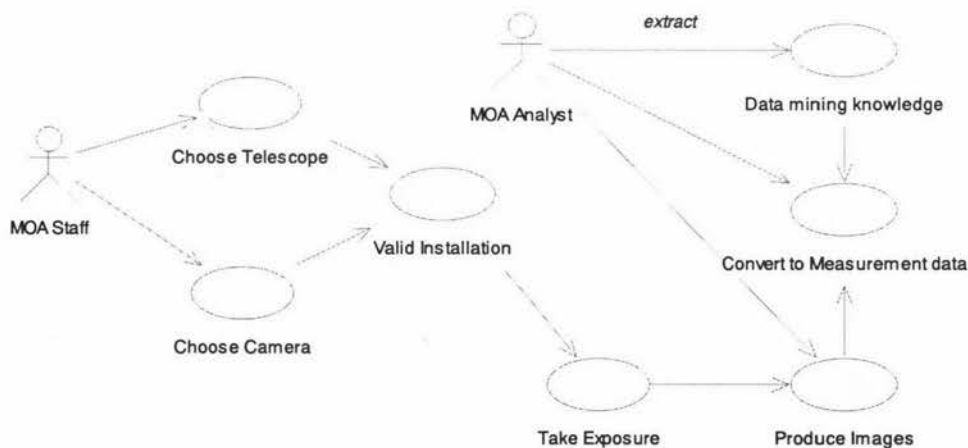 extract
MOA Analyst
Data mining knowledge
Choose Telescope
MOA Staff
Valid Installation
Convert to Measurement data
Choose Camera
Take Exposure
Produce Images